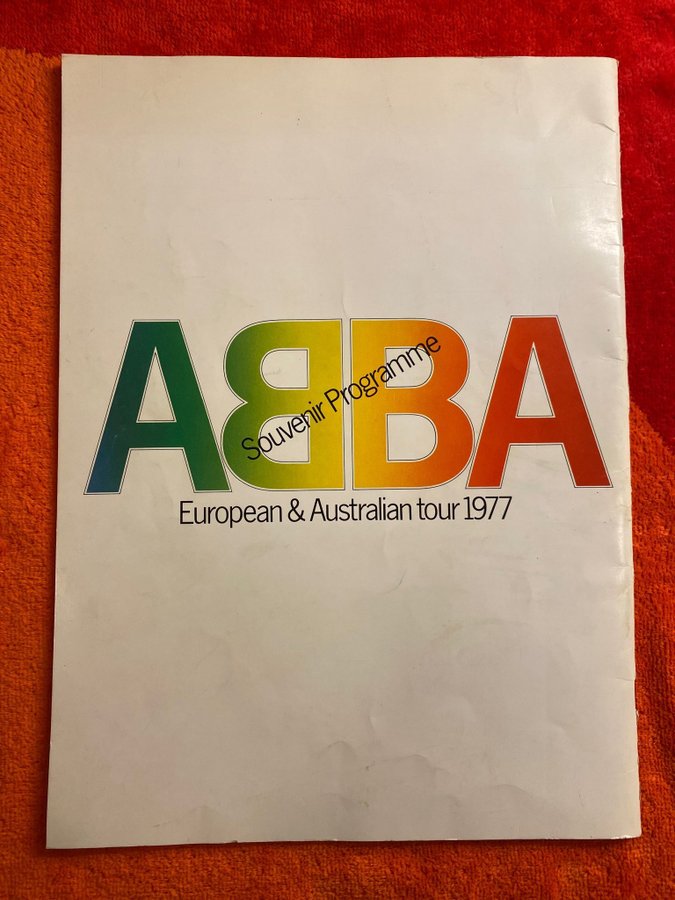 ABBA
Souvenir Programme
European & Australian tour 1977